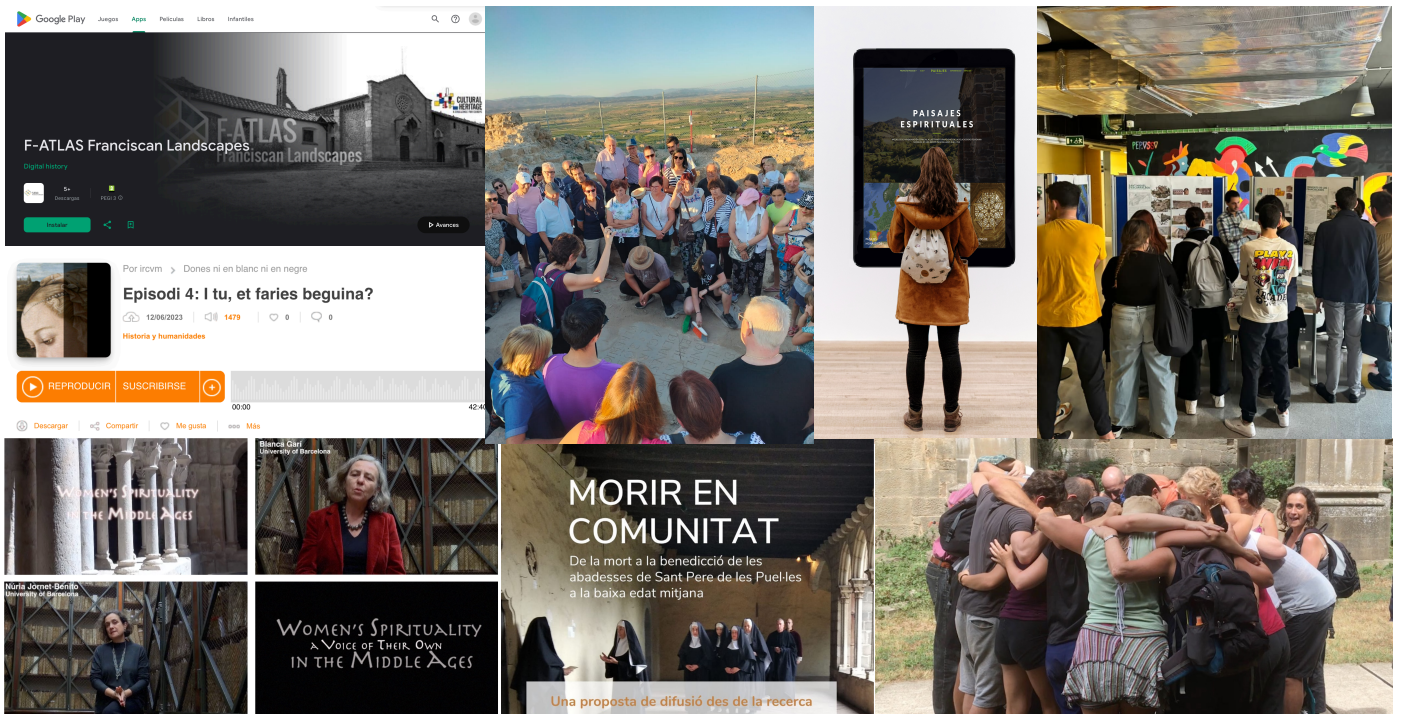 Google Play
Juegos
Apps
Películas
Libros
Infantiles
CULTURAL
HERITAGE
F-ATLAS
Franciscan Landscapes
F-ATLAS Franciscan Landscapes
Digital history
5+
Descargas
PEGI 3
Instalar
Avances
Por ircvm
Dones ni en blanc ni en negre
Episodi 4: I tu, et faries beguina?
12/06/2023
1479
0
0
Historia y humanidades
REPRODUCIR
SUSCRIBIRSE
00:00
42:40
Descargar
Compartir
Me gusta
Más
PAISAJES
ESPIRITUALES
WOMEN'S SPIRITUALITY
IN THE MIDDLE AGES
Blanca Garí
University of Barcelona
Núria Jornet-Benito
University of Barcelona
WOMEN'S SPIRITUALITY
A VOICE OF THEIR OWN
IN THE MIDDLE AGES
MORIR EN
COMUNITAT
De la mort a la benedicció de les
abadesses de Sant Pere de les Puel·les
a la baixa edat mitjana
Una proposta de difusió des de la recerca